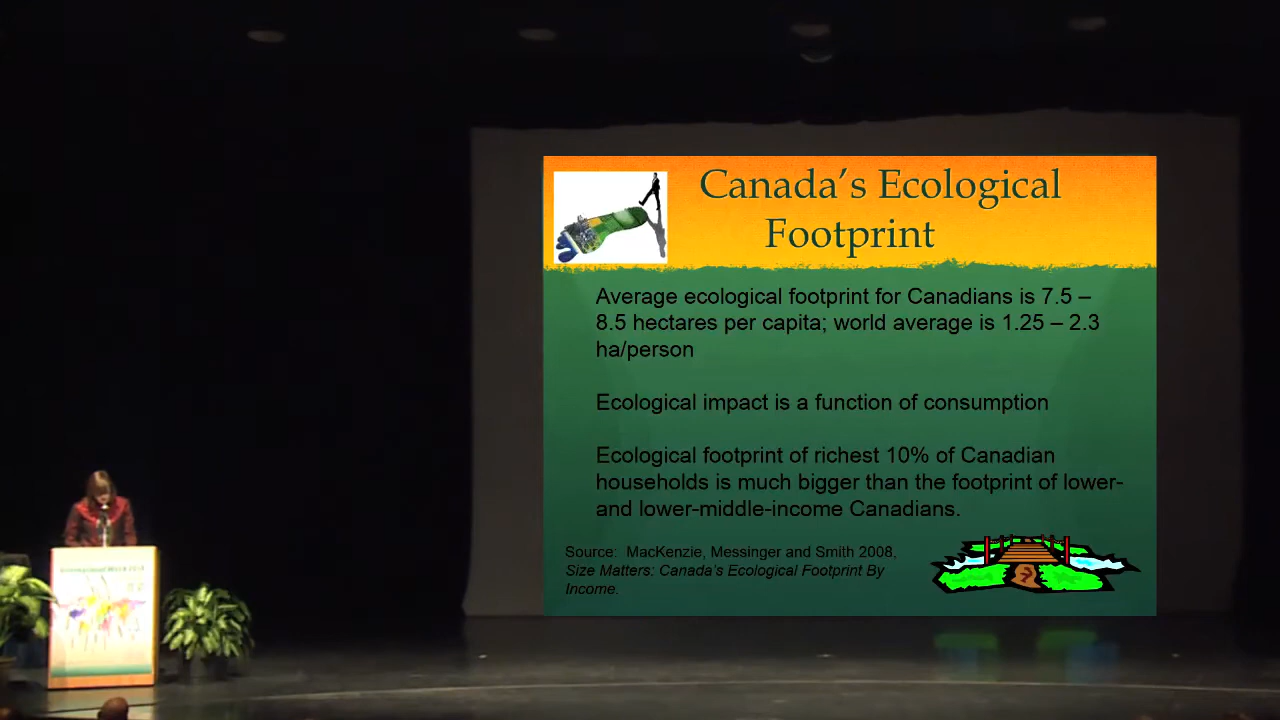 Canada’s Ecological
Footprint
Average ecological footprint for Canadians is 7.5 –
8.5 hectares per capita; world average is 1.25 – 2.3
ha/person
Ecological impact is a function of consumption
Ecological footprint of richest 10% of Canadian
households is much bigger than the footprint of lower-
and lower-middle-income Canadians.
Source:  MacKenzie, Messinger and Smith 2008,
Size Matters: Canada’s Ecological Footprint By
Income.